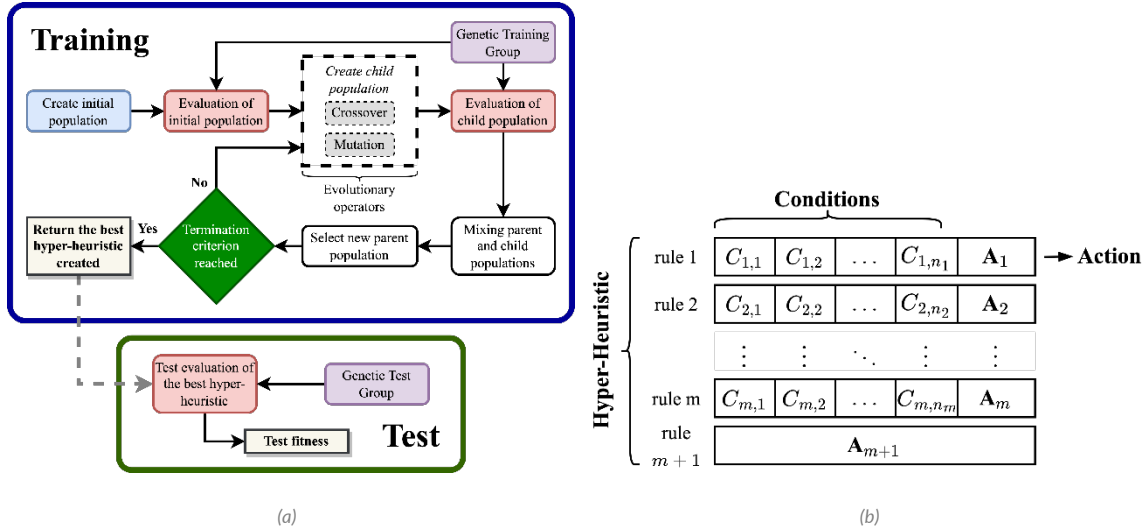 Training
Genetic Training
Group
Create initial
population
Evaluation of
initial population
Create child
population
Crossover
Mutation
Evaluation of
child population
Evolutionary
operators
No
Return the best
hyper-heuristic
created
Yes
Termination
criterion
reached
Select new parent
population
Mixing parent
and child
populations
Test evaluation of
the best hyper-
heuristic
Genetic Test
Group
Test fitness
Test
(a)
Conditions
Hyper-Heuristic
rule 1 C₁,₁ C₁,₂ ... C₁,ₙ₁ A₁ Action
rule 2 C₂,₁ C₂,₂ ... C₂,ₙ₂ A₂
⋮ ⋮ ⋱ ⋮ ⋮
rule m Cₘ,₁ Cₘ,₂ ... Cₘ,ₙₘ Aₘ
rule
m + 1
Aₘ₊₁
(b)